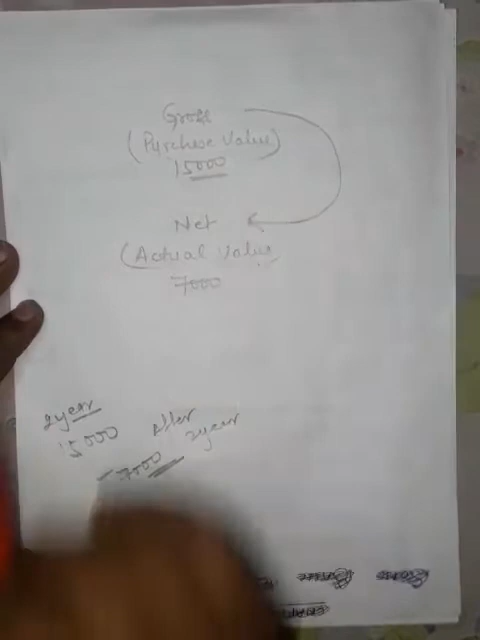 Gross
(Purchase Value)
15000
Net
(Actual Value
7000
2year
15000
After
2year
7000